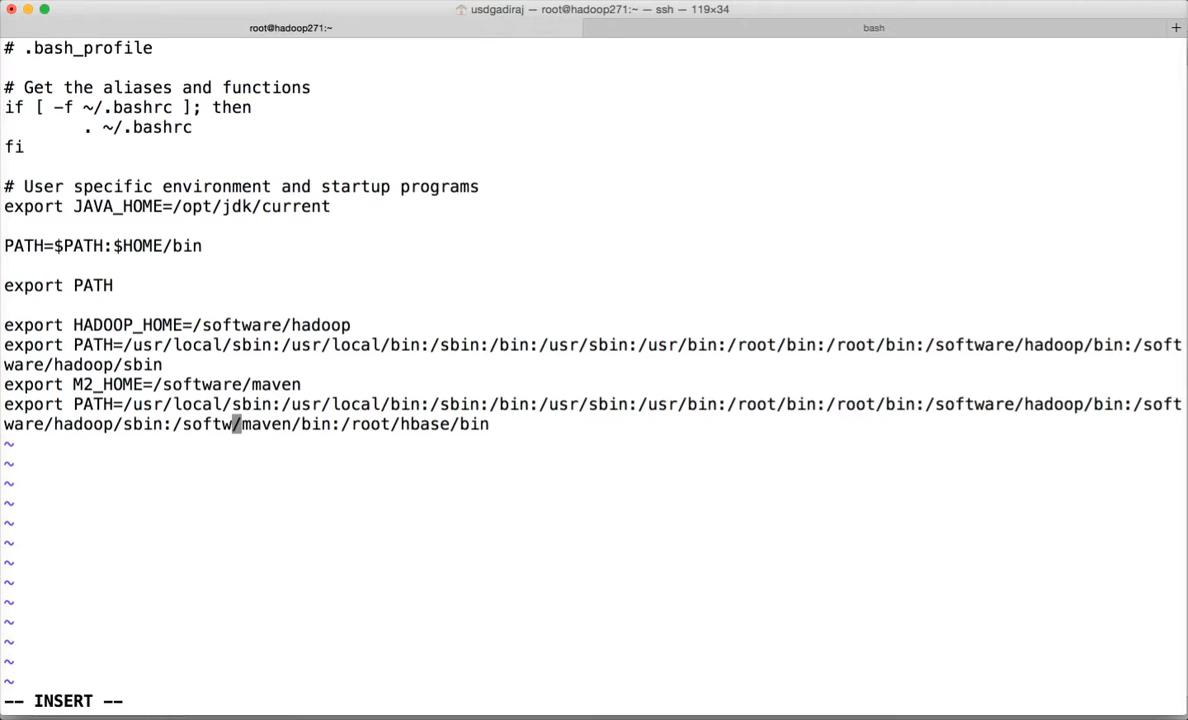 usdgadiraj — root@hadoop271:~ — ssh — 119×34
root@hadoop271:~ bash +
# .bash_profile
# Get the aliases and functions
if [ -f ~/.bashrc ]; then
. ~/.bashrc
fi
# User specific environment and startup programs
export JAVA_HOME=/opt/jdk/current
PATH=$PATH:$HOME/bin
export PATH
export HADOOP_HOME=/software/hadoop
export PATH=/usr/local/sbin:/usr/local/bin:/sbin:/bin:/usr/sbin:/usr/bin:/root/bin:/root/bin:/software/hadoop/bin:/soft
ware/hadoop/sbin
export M2_HOME=/software/maven
export PATH=/usr/local/sbin:/usr/local/bin:/sbin:/bin:/usr/sbin:/usr/bin:/root/bin:/root/bin:/software/hadoop/bin:/soft
ware/hadoop/sbin:/softw/maven/bin:/root/hbase/bin
~
~
~
~
~
~
~
~
~
~
~
~
~
-- INSERT --